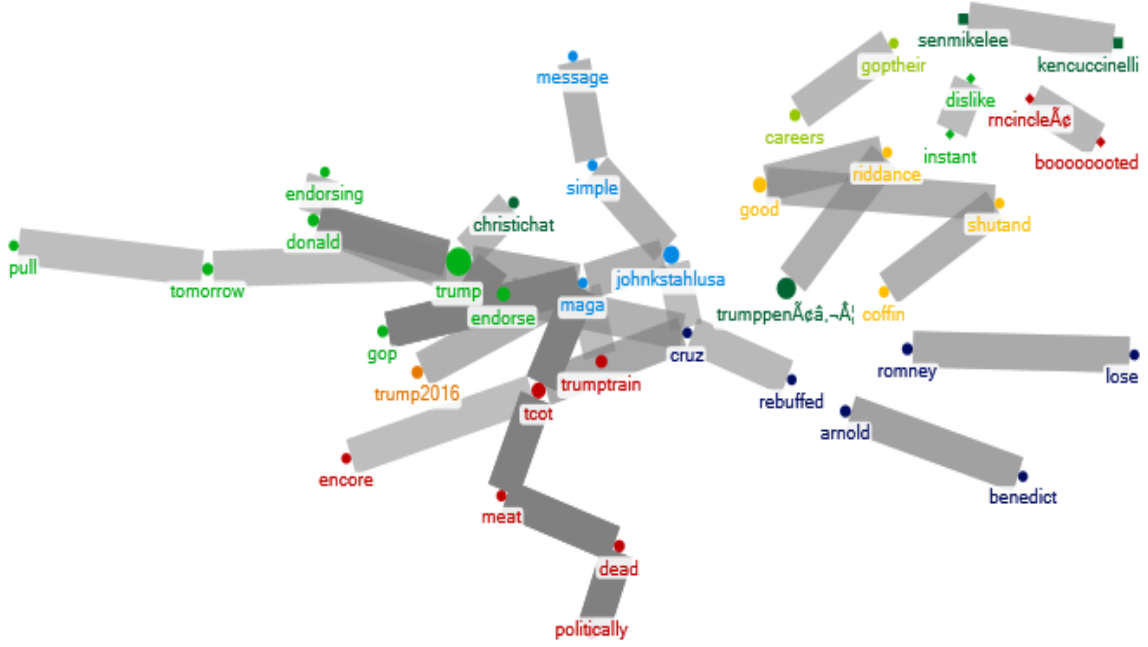 senmikelee
goptheir
kencuccinelli
message
dislike
rncincleÃ¢
careers
instant
boooooooted
riddance
endorsing
simple
good
christichat
shutand
donald
pull
tomorrow
trump
johnkstahlusa
endorse
maga
trumppenÃ¢â‚¬Â¦
coffin
gop
cruz
romney
lose
trump2016
trumptrain
rebuffed
tcot
arnold
encore
benedict
meat
dead
politically